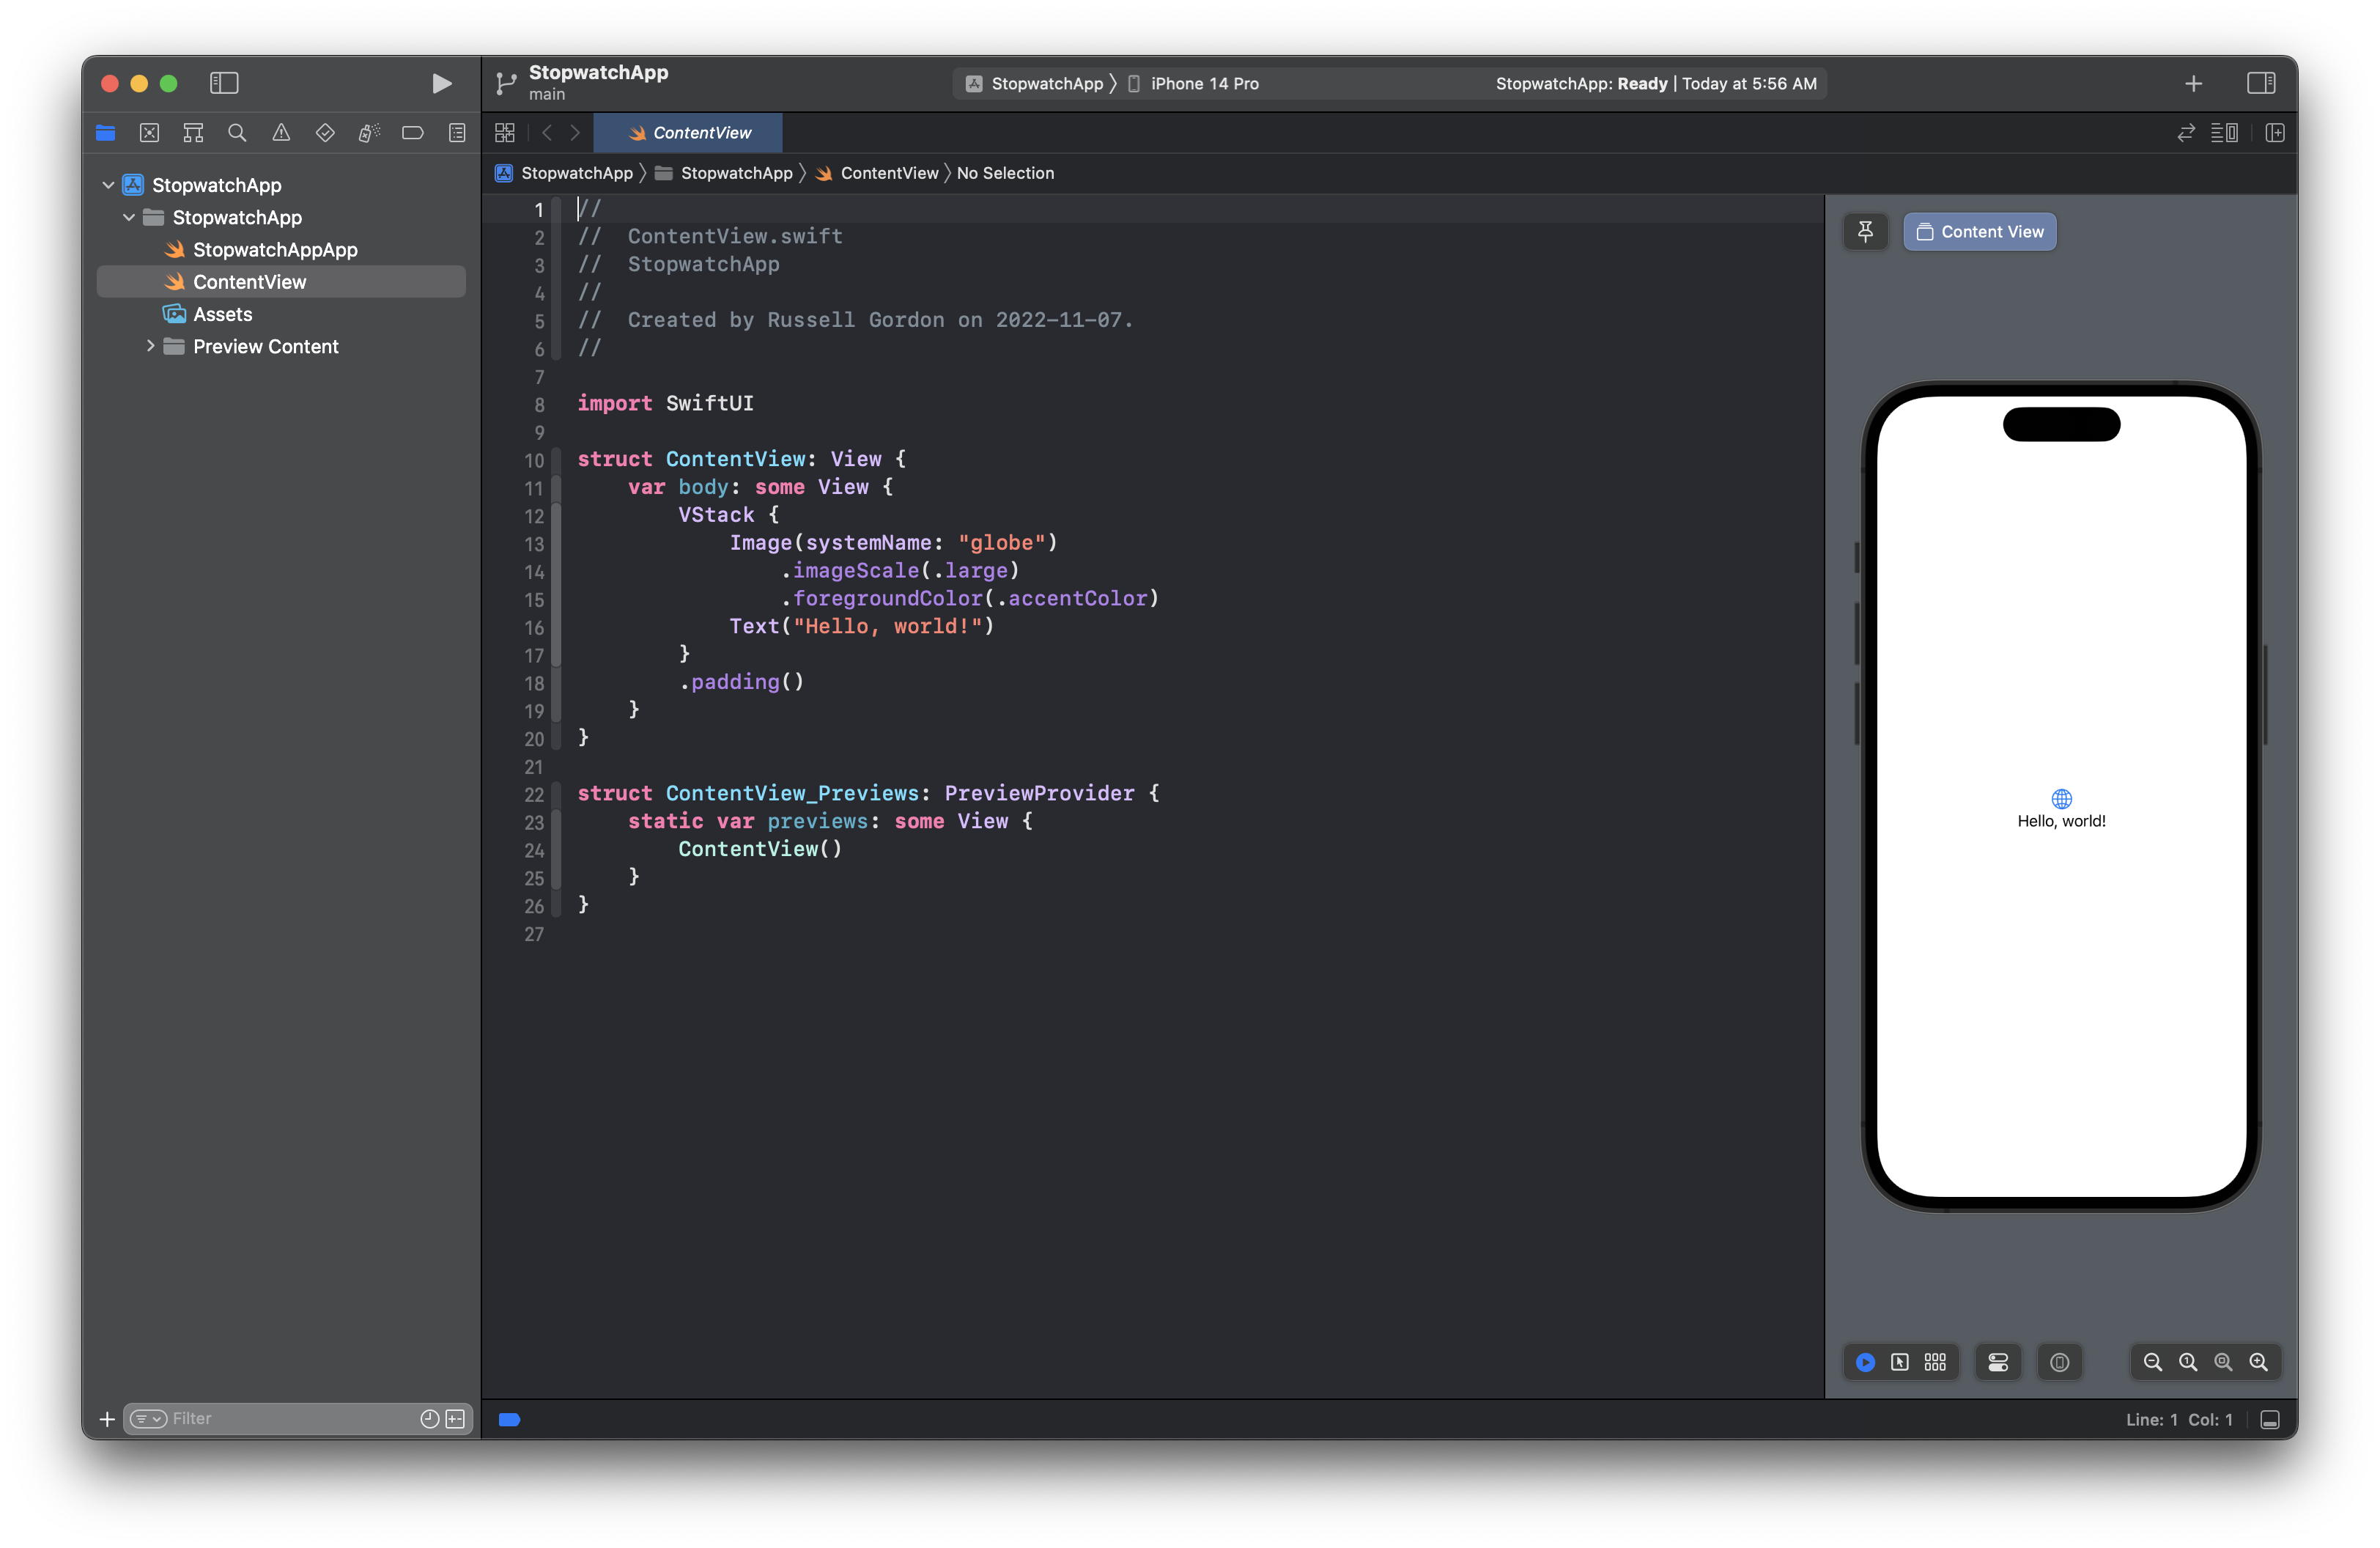 StopwatchApp
main
StopwatchApp
iPhone 14 Pro
StopwatchApp: Ready | Today at 5:56 AM
ContentView
StopwatchApp
StopwatchApp
ContentView
No Selection
StopwatchApp
StopwatchApp
StopwatchAppApp
ContentView
Assets
Preview Content
1 //
2 //  ContentView.swift
3 //  StopwatchApp
4 //
5 //  Created by Russell Gordon on 2022-11-07.
6 //
7
8 import SwiftUI
9
10 struct ContentView: View {
11     var body: some View {
12         VStack {
13             Image(systemName: "globe")
14                 .imageScale(.large)
15                 .foregroundColor(.accentColor)
16             Text("Hello, world!")
17         }
18         .padding()
19     }
20 }
21
22 struct ContentView_Previews: PreviewProvider {
23     static var previews: some View {
24         ContentView()
25     }
26 }
27
Content View
Hello, world!
Filter
Line: 1  Col: 1